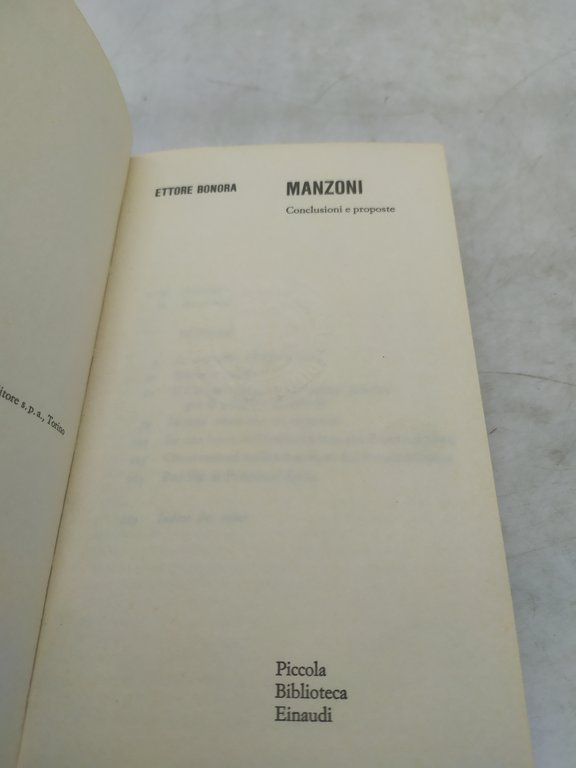 itore s.p.a., Torino
ETTORE BONORA
MANZONI
Conclusioni e proposte
Piccola
Biblioteca
Einaudi